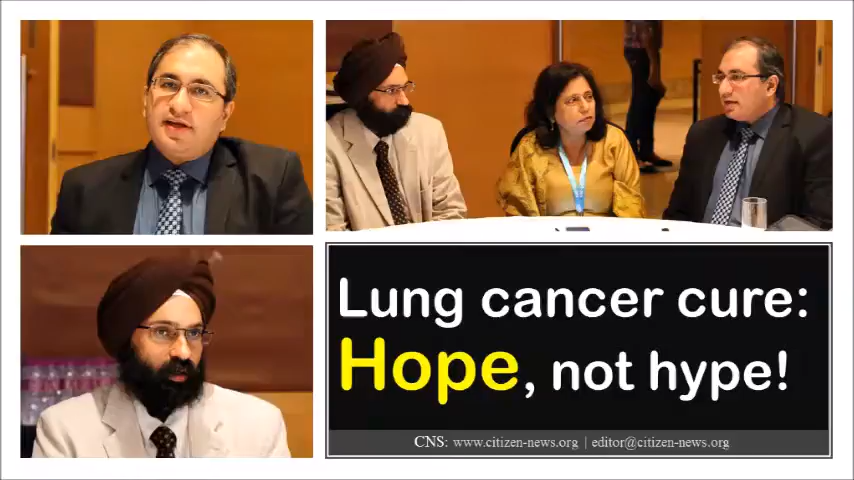 Lung cancer cure:
Hope, not hype!
CNS: www.citizen-news.org | editor@citizen-news.org